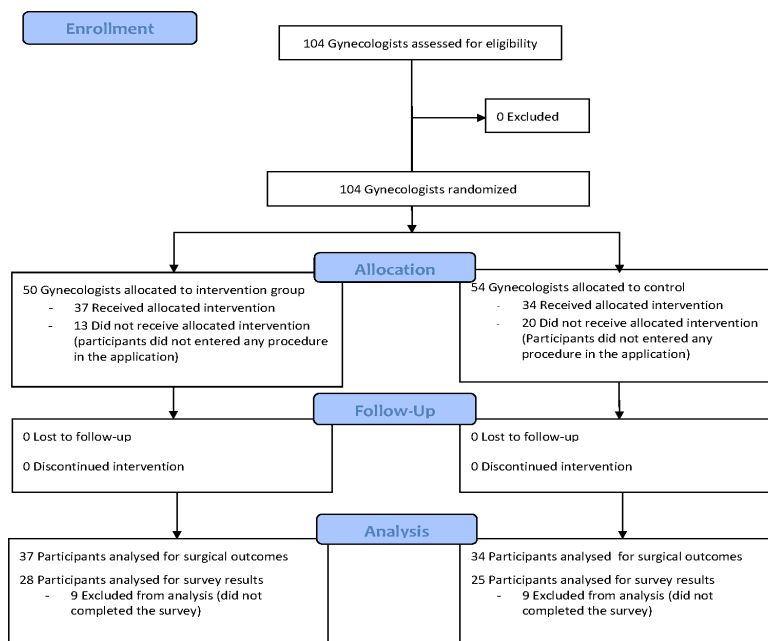 Enrollment
104 Gynecologists assessed for eligibility
0 Excluded
104 Gynecologists randomized
Allocation
50 Gynecologists allocated to intervention group
- 37 Received allocated intervention
- 13 Did not receive allocated intervention
(participants did not entered any procedure
in the application)
54 Gynecologists allocated to control
- 34 Received allocated intervention
- 20 Did not receive allocated intervention
(Participants did not entered any
procedure in the application)
Follow-Up
0 Lost to follow-up
0 Discontinued intervention
0 Lost to follow-up
0 Discontinued intervention
Analysis
37 Participants analysed for surgical outcomes
28 Participants analysed for survey results
- 9 Excluded from analysis (did not
completed the survey)
34 Participants analysed for surgical outcomes
25 Participants analysed for survey results
- 9 Excluded from analysis (did not
completed the survey)